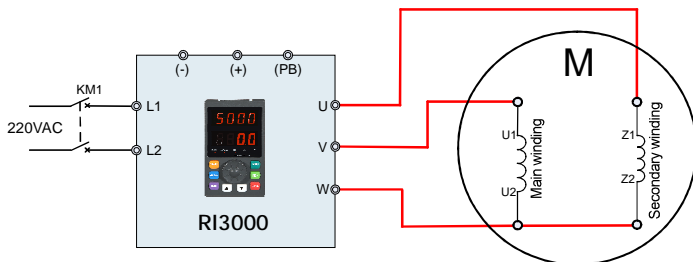 (-) (+) (PB)
KM1
L1
220VAC
L2
5000
00
RI3000
U
V
W
M
U1
U2
Main winding
Z1
Z2
Secondary winding